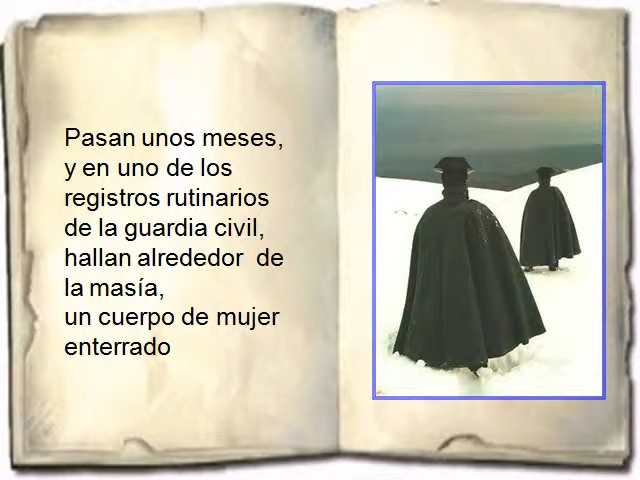 Pasan unos meses,
y en uno de los
registros rutinarios
de la guardia civil,
hallan alrededor  de
la masía,
un cuerpo de mujer
enterrado